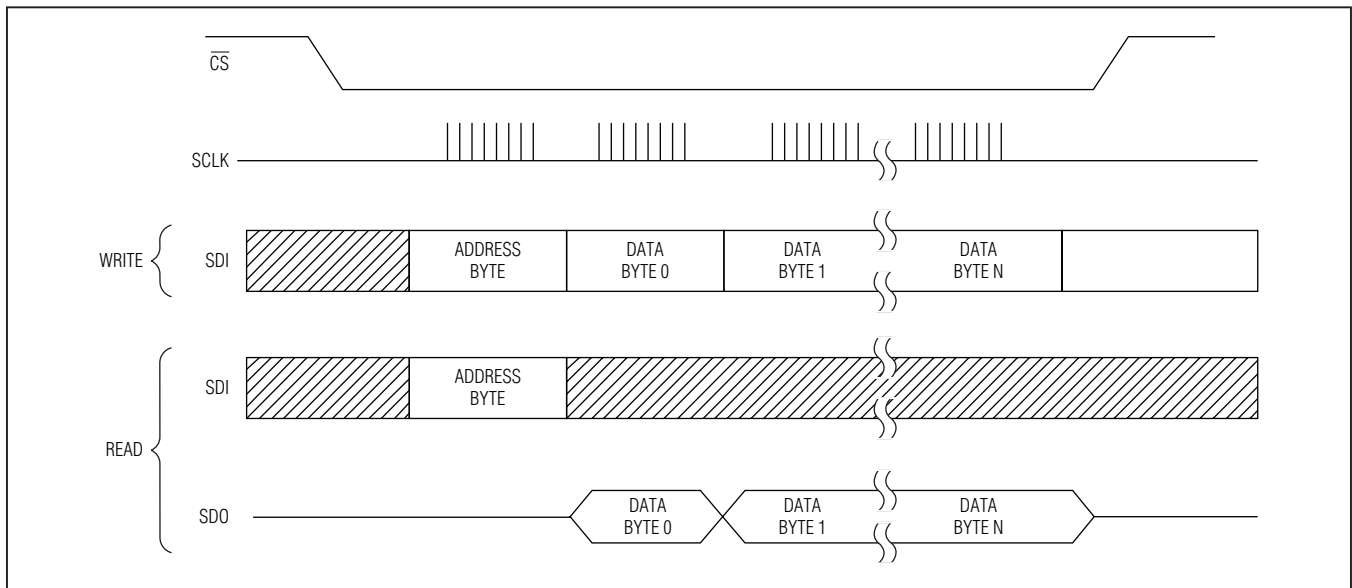 C̅S̅
SCLK
WRITE
SDI
ADDRESS
BYTE
DATA
BYTE 0
DATA
BYTE 1
DATA
BYTE N
READ
SDI
ADDRESS
BYTE
SDO
DATA
BYTE 0
DATA
BYTE 1
DATA
BYTE N